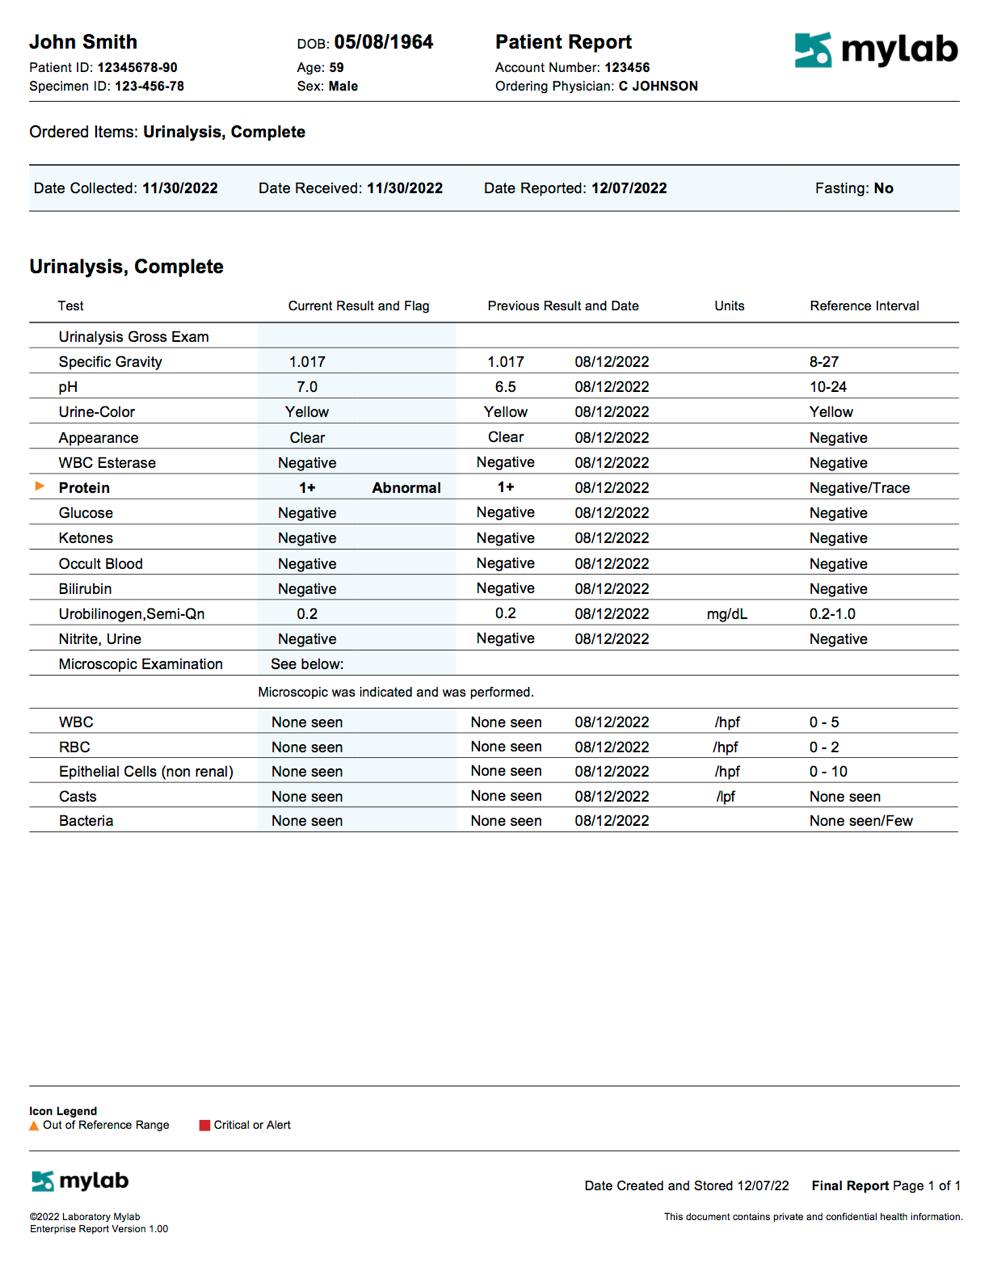 John Smith DOB: 05/08/1964 Patient Report mylab
Patient ID: 12345678-90 Age: 59 Account Number: 123456
Specimen ID: 123-456-78 Sex: Male Ordering Physician: C JOHNSON
Ordered Items: Urinalysis, Complete
Date Collected: 11/30/2022 Date Received: 11/30/2022 Date Reported: 12/07/2022 Fasting: No
Urinalysis, Complete
Test Current Result and Flag Previous Result and Date Units Reference Interval
Urinalysis Gross Exam
Specific Gravity 1.017 1.017 08/12/2022 8-27
pH 7.0 6.5 08/12/2022 10-24
Urine-Color Yellow Yellow 08/12/2022 Yellow
Appearance Clear Clear 08/12/2022 Negative
WBC Esterase Negative Negative 08/12/2022 Negative
Protein 1+ Abnormal 1+ 08/12/2022 Negative/Trace
Glucose Negative Negative 08/12/2022 Negative
Ketones Negative Negative 08/12/2022 Negative
Occult Blood Negative Negative 08/12/2022 Negative
Bilirubin Negative Negative 08/12/2022 Negative
Urobilinogen,Semi-Qn 0.2 0.2 08/12/2022 mg/dL 0.2-1.0
Nitrite, Urine Negative Negative 08/12/2022 Negative
Microscopic Examination See below:
Microscopic was indicated and was performed.
WBC None seen None seen 08/12/2022 /hpf 0 - 5
RBC None seen None seen 08/12/2022 /hpf 0 - 2
Epithelial Cells (non renal) None seen None seen 08/12/2022 /hpf 0 - 10
Casts None seen None seen 08/12/2022 /lpf None seen
Bacteria None seen None seen 08/12/2022 None seen/Few
Icon Legend
Out of Reference Range Critical or Alert
mylab
Date Created and Stored 12/07/22 Final Report Page 1 of 1
©2022 Laboratory Mylab This document contains private and confidential health information.
Enterprise Report Version 1.00